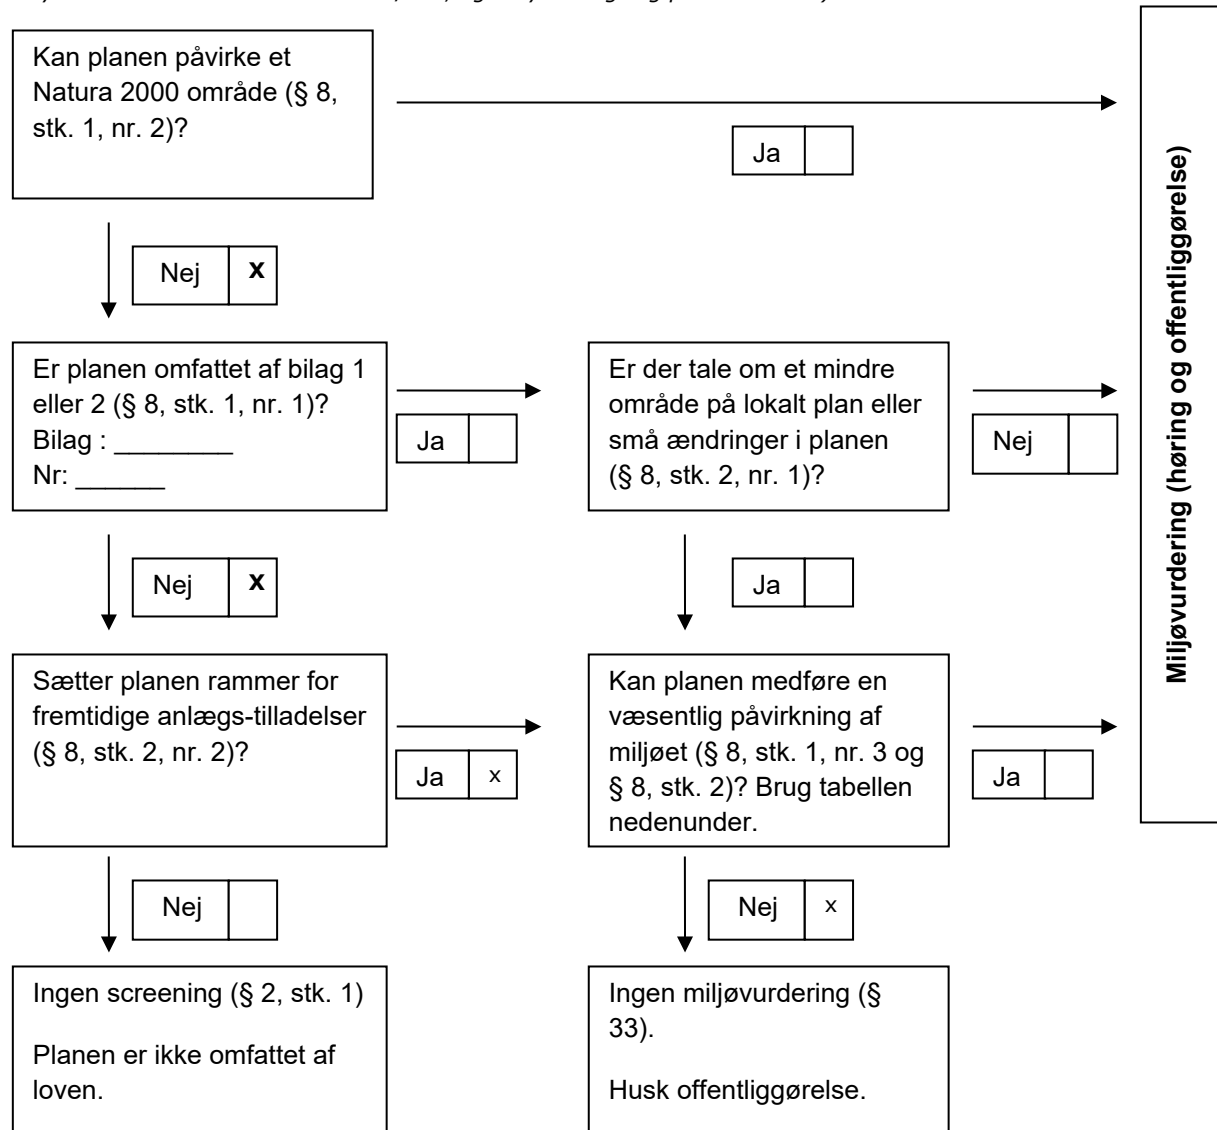 Kan planen påvirke et
Natura 2000 område (§ 8,
stk. 1, nr. 2)?
Ja
Nej x
Er planen omfattet af bilag 1
eller 2 (§ 8, stk. 1, nr. 1)?
Bilag : ________
Nr: ______
Ja
Er der tale om et mindre
område på lokalt plan eller
små ændringer i planen
(§ 8, stk. 2, nr. 1)?
Nej
Nej x
Ja
Sætter planen rammer for
fremtidige anlægs-tilladelser
(§ 8, stk. 2, nr. 2)?
Ja x
Kan planen medføre en
væsentlig påvirkning af
miljøet (§ 8, stk. 1, nr. 3 og
§ 8, stk. 2)? Brug tabellen
nedenunder.
Ja
Nej
Nej x
Ingen screening (§ 2, stk. 1)
Planen er ikke omfattet af
loven.
Ingen miljøvurdering (§
33).
Husk offentliggørelse.
Miljøvurdering (høring og offentliggørelse)